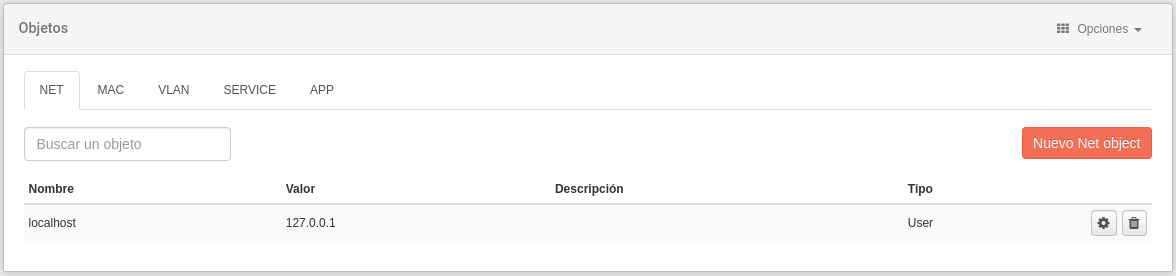 Objetos Opciones
NET MAC VLAN SERVICE APP
Buscar un objeto Nuevo Net object
Nombre Valor Descripción Tipo
localhost 127.0.0.1 User